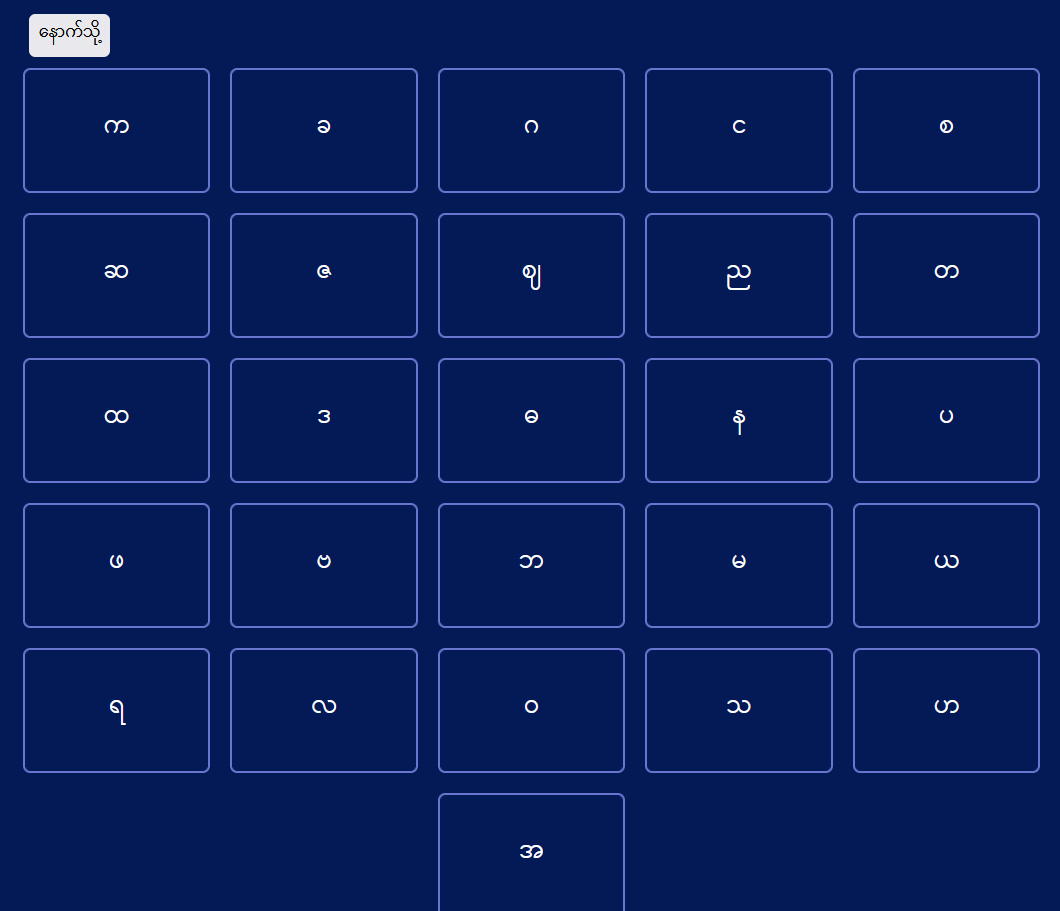 နောက်သို့
က ခ ဂ င စ
ဆ ဇ ဈ ည တ
ထ ဒ ဓ န ပ
ဖ ဗ ဘ မ ယ
ရ လ ဝ သ ဟ
အ